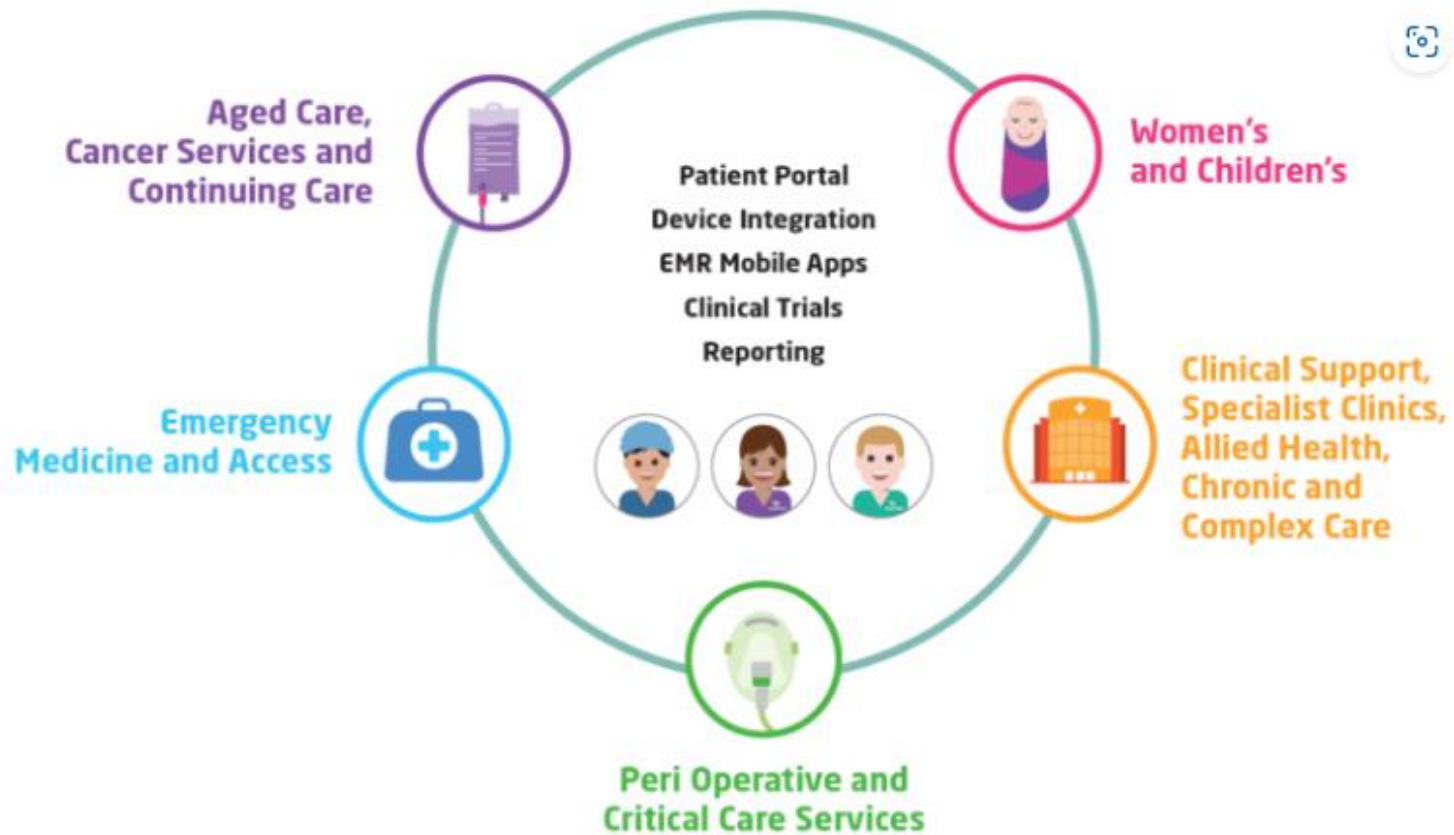 Aged Care,
Cancer Services and
Continuing Care
Women's
and Children's
Patient Portal
Device Integration
EMR Mobile Apps
Clinical Trials
Reporting
Emergency
Medicine and Access
Clinical Support,
Specialist Clinics,
Allied Health,
Chronic and
Complex Care
Peri Operative and
Critical Care Services